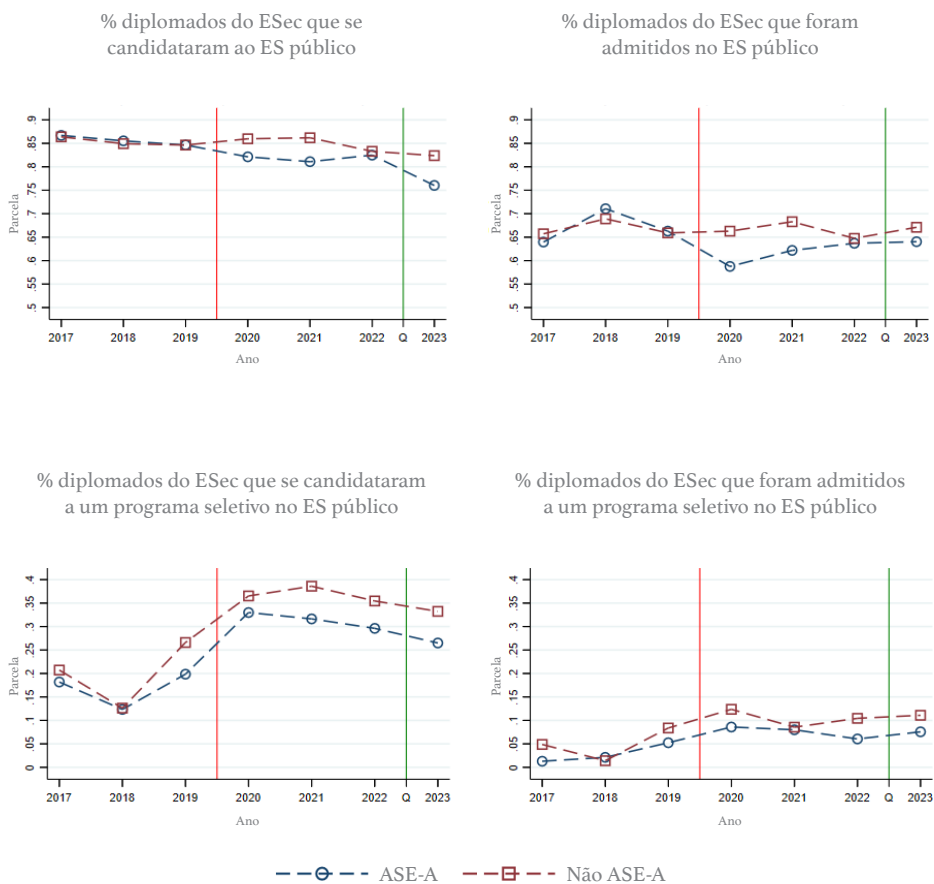 % diplomados do ESec que se
candidataram ao ES público
% diplomados do ESec que foram
admitidos no ES público
.9
.85
.8
.75
.7
.65
.6
.55
.5
Parcela
2017 2018 2019 2020 2021 2022 Q 2023
Ano
.9
.85
.8
.75
.7
.65
.6
.55
.5
Parcela
2017 2018 2019 2020 2021 2022 Q 2023
Ano
% diplomados do ESec que se candidataram
a um programa seletivo no ES público
% diplomados do ESec que foram admitidos
a um programa seletivo no ES público
.4
.35
.3
.25
.2
.15
.1
.05
0
Parcela
2017 2018 2019 2020 2021 2022 Q 2023
Ano
.4
.35
.3
.25
.2
.15
.1
.05
0
Parcela
2017 2018 2019 2020 2021 2022 Q 2023
Ano
ASE-A Não ASE-A